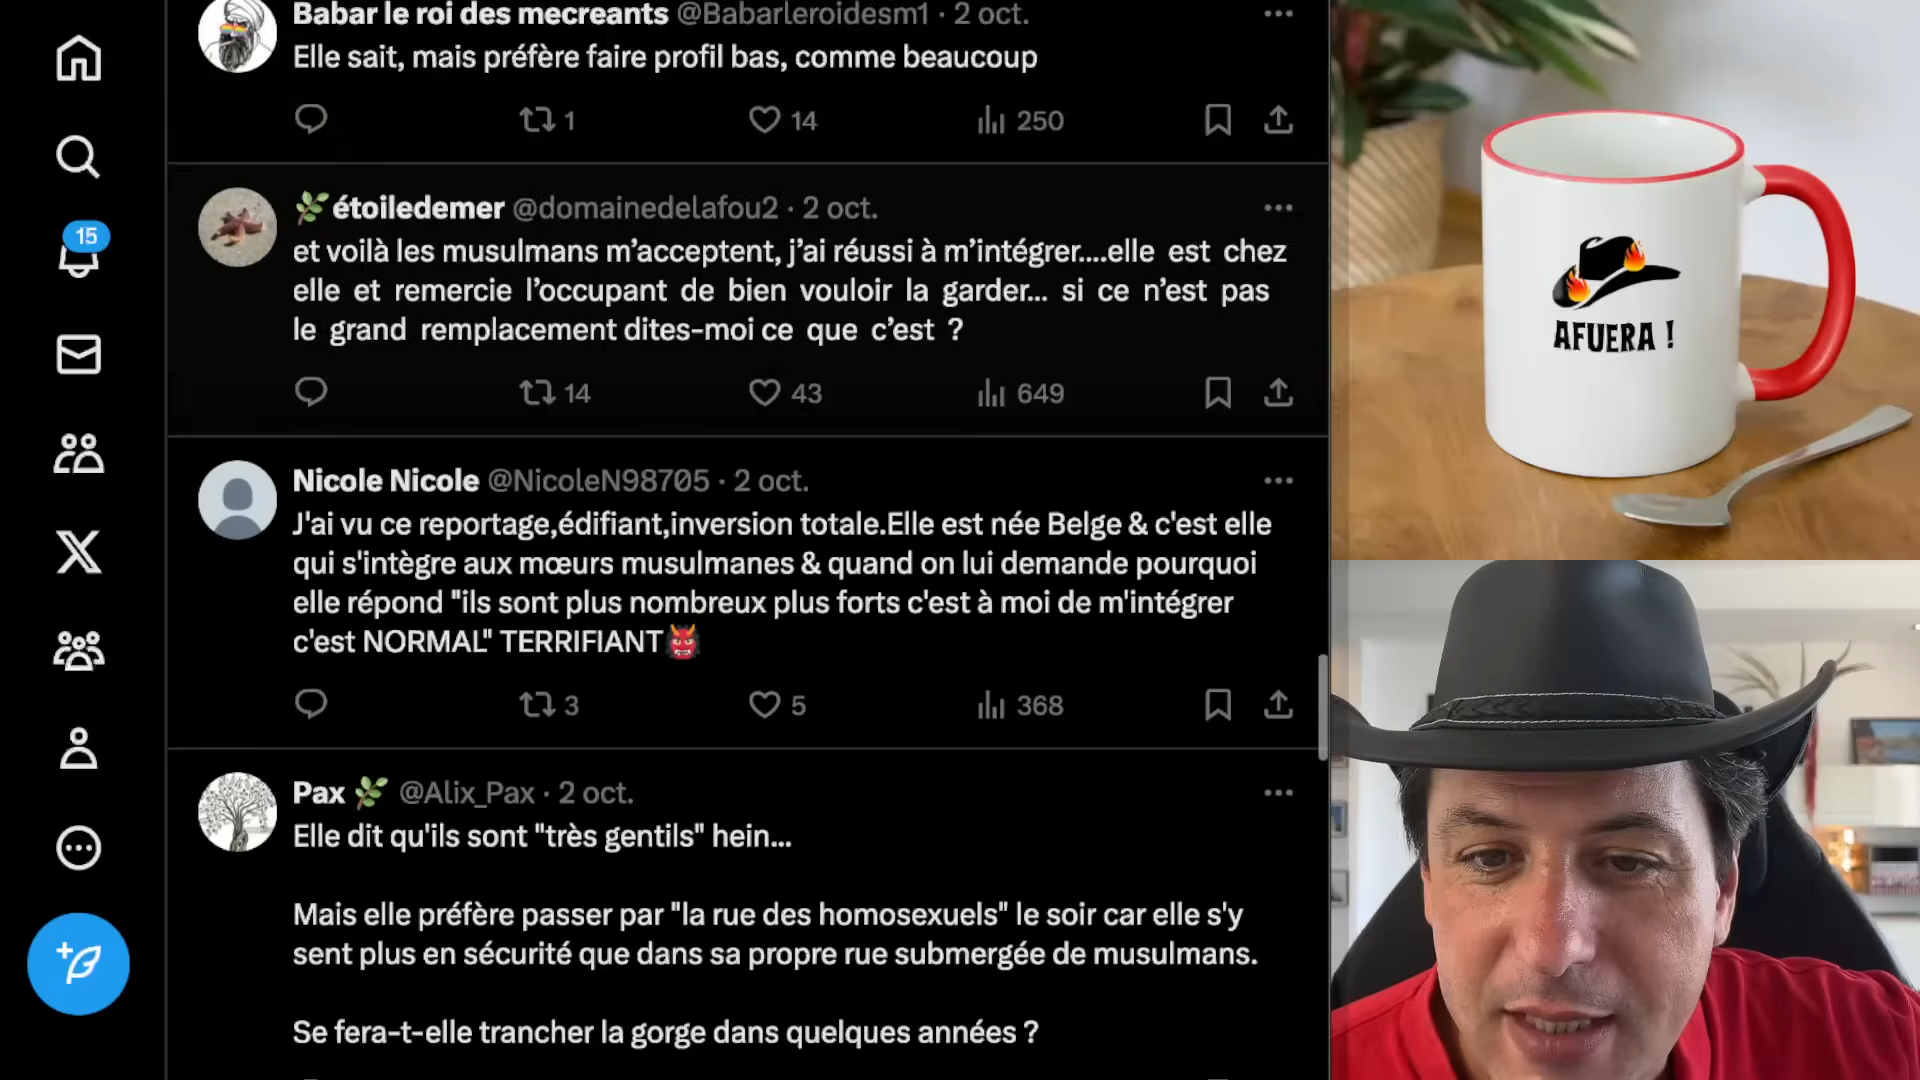 Babar le roi des mecreants @Babarleroidesm1 · 2 oct.
Elle sait, mais préfère faire profil bas, comme beaucoup
1 14 250
15
étoiledemer @domainedelafou2 · 2 oct.
et voilà les musulmans m’acceptent, j’ai réussi à m’intégrer....elle est chez
elle et remercie l’occupant de bien vouloir la garder... si ce n’est pas
le grand remplacement dites-moi ce que c’est ?
14 43 649
Nicole Nicole @NicoleN98705 · 2 oct.
J'ai vu ce reportage,édifiant,inversion totale.Elle est née Belge & c'est elle
qui s'intègre aux mœurs musulmanes & quand on lui demande pourquoi
elle répond "ils sont plus nombreux plus forts c'est à moi de m'intégrer
c'est NORMAL" TERRIFIANT👹
3 5 368
Pax @Alix_Pax · 2 oct.
Elle dit qu'ils sont "très gentils" hein...
Mais elle préfère passer par "la rue des homosexuels" le soir car elle s'y
sent plus en sécurité que dans sa propre rue submergée de musulmans.
Se fera-t-elle trancher la gorge dans quelques années ?
AFUERA !